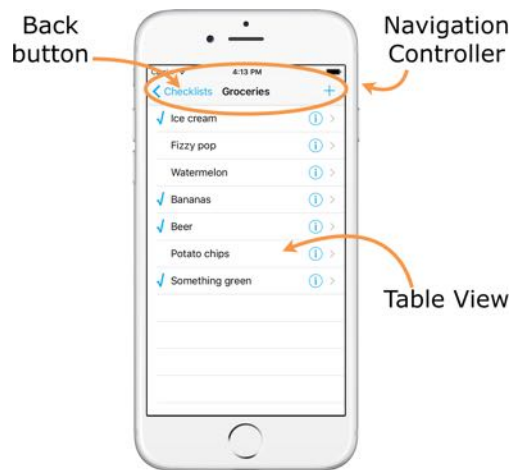 Back
button
Navigation
Controller
4:13 PM
Checklists Groceries +
Ice cream
Fizzy pop
Watermelon
Bananas
Beer
Potato chips
Something green
Table View